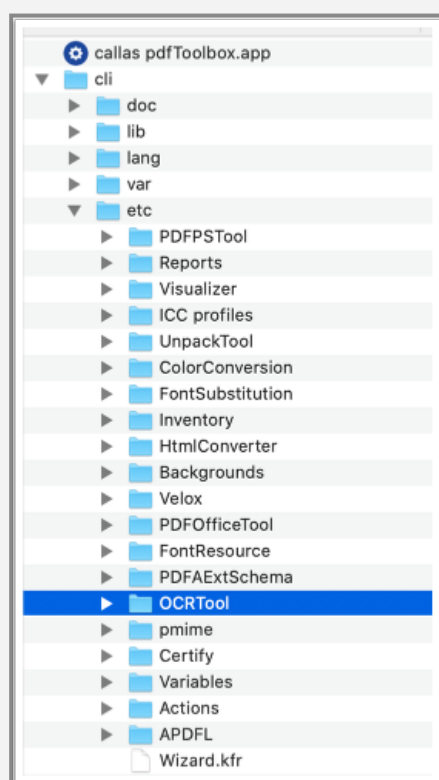 callas pdfToolbox.app
cli
doc
lib
lang
var
etc
PDFPSTool
Reports
Visualizer
ICC profiles
UnpackTool
ColorConversion
FontSubstitution
Inventory
HtmlConverter
Backgrounds
Velox
PDFOfficeTool
FontResource
PDFAExtSchema
OCRTool
pmime
Certify
Variables
Actions
APDFL
Wizard.kfr